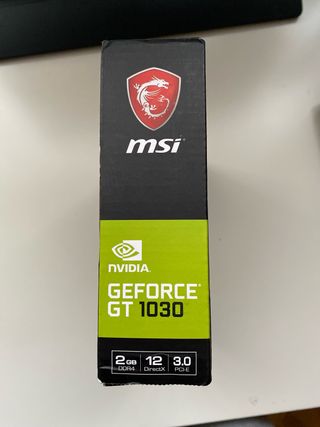 msi
NVIDIA.
GEFORCE®
GT 1030
2GB 12 3.0
DDR4 DirectX PCI-E